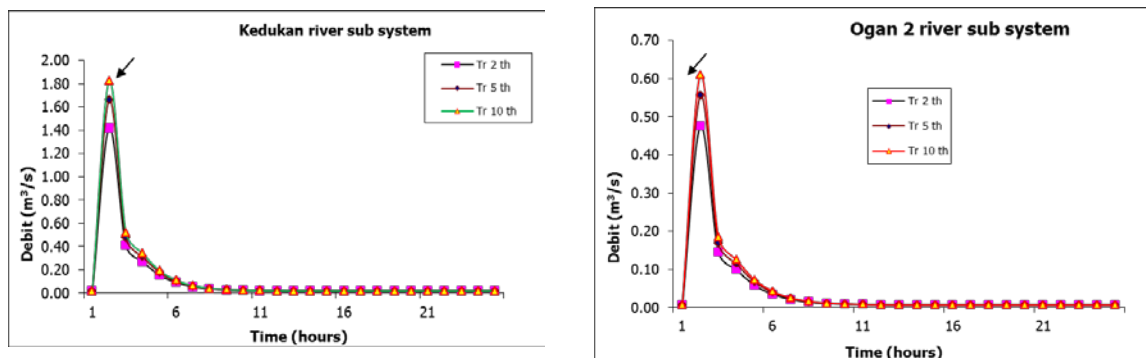 Kedukan river sub system
Debit (m³/s)
2.00
1.80
1.60
1.40
1.20
1.00
0.80
0.60
0.40
0.20
0.00
1 6 11 16 21
Time (hours)
Tr 2 th
Tr 5 th
Tr 10 th
Ogan 2 river sub system
Debit (m³/s)
0.70
0.60
0.50
0.40
0.30
0.20
0.10
0.00
1 6 11 16 21
Time (hours)
Tr 2 th
Tr 5 th
Tr 10 th